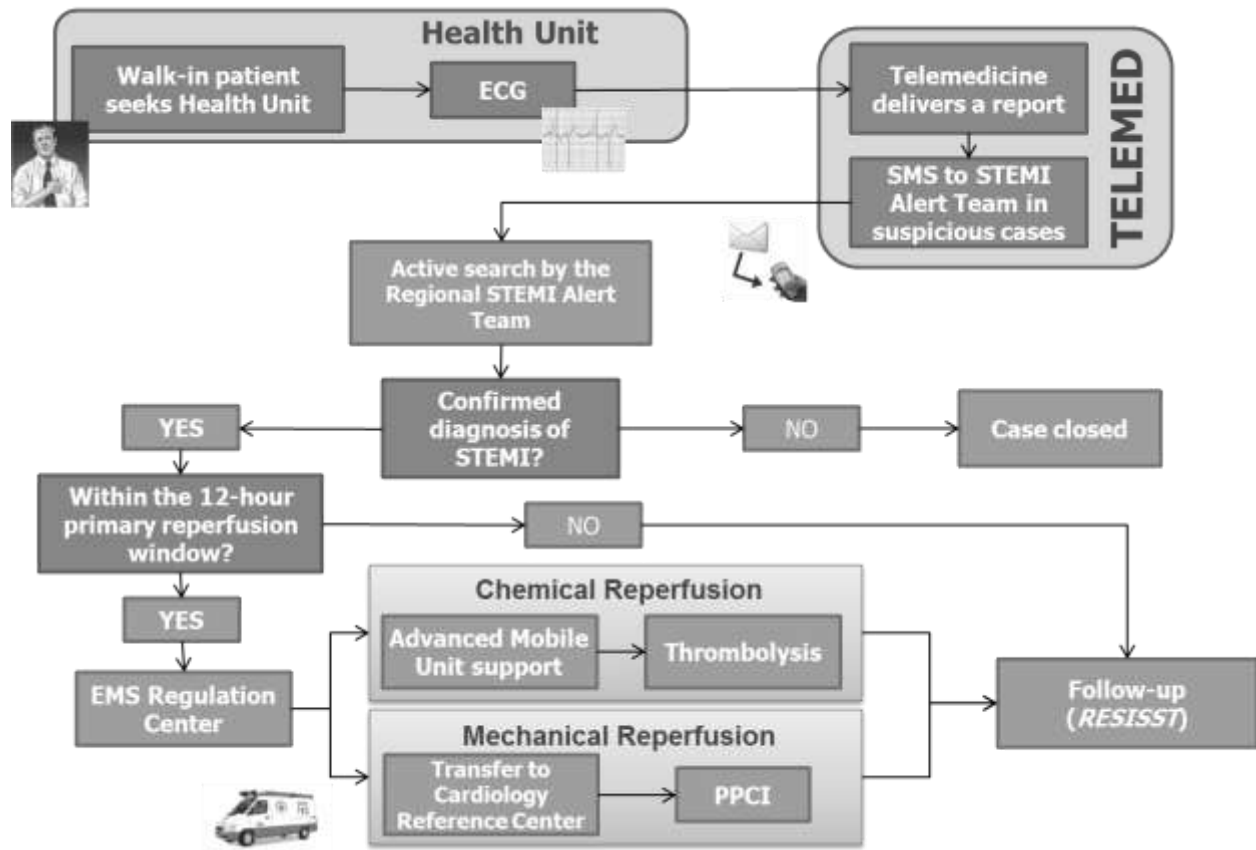 Health Unit
Walk-in patient
seeks Health Unit
ECG
Telemedicine
delivers a report
SMS to STEMI
Alert Team in
suspicious cases
TELEMED
Active search by the
Regional STEMI Alert
Team
Confirmed
diagnosis of
STEMI?
YES
NO
Case closed
Within the 12-hour
primary reperfusion
window?
NO
YES
EMS Regulation
Center
Chemical Reperfusion
Advanced Mobile
Unit support
Thrombolysis
Mechanical Reperfusion
Transfer to
Cardiology
Reference Center
PPCI
Follow-up
(RESISST)